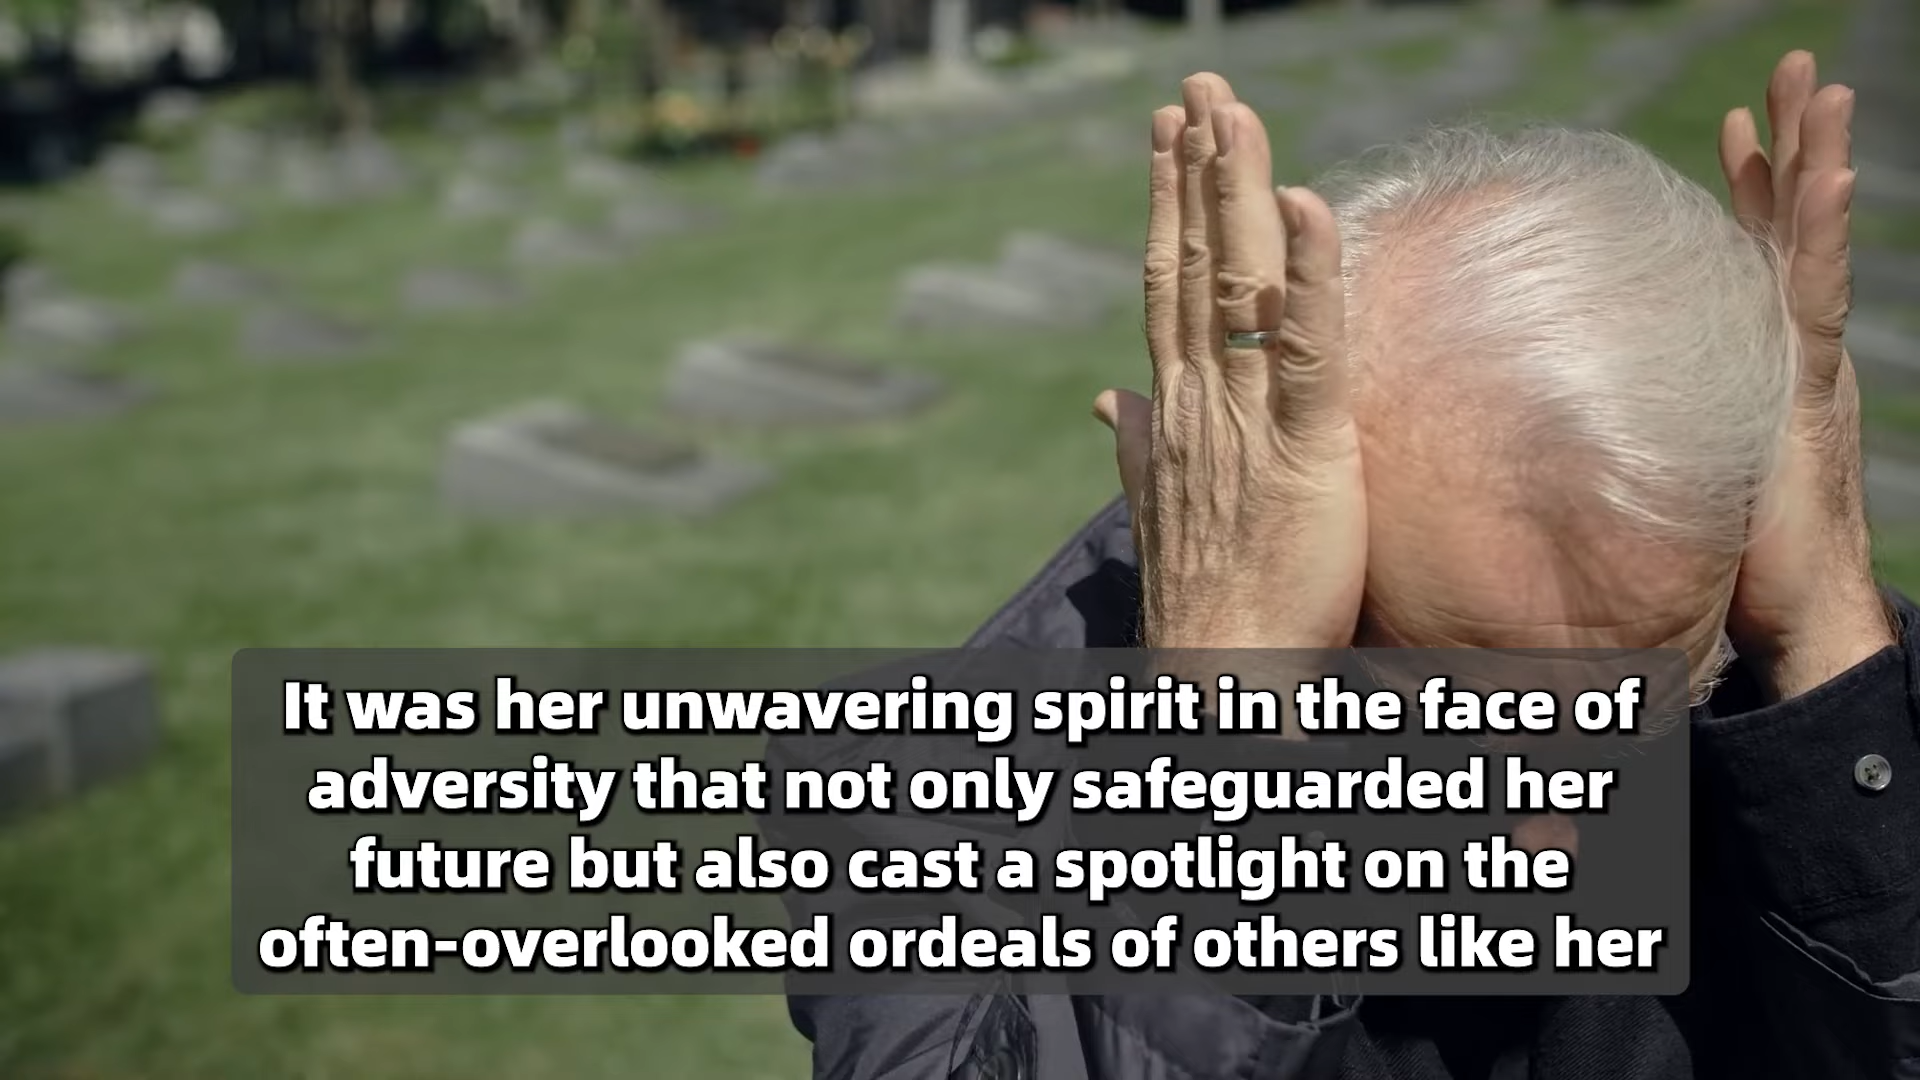 It was her unwavering spirit in the face of
adversity that not only safeguarded her
future but also cast a spotlight on the
often-overlooked ordeals of others like her